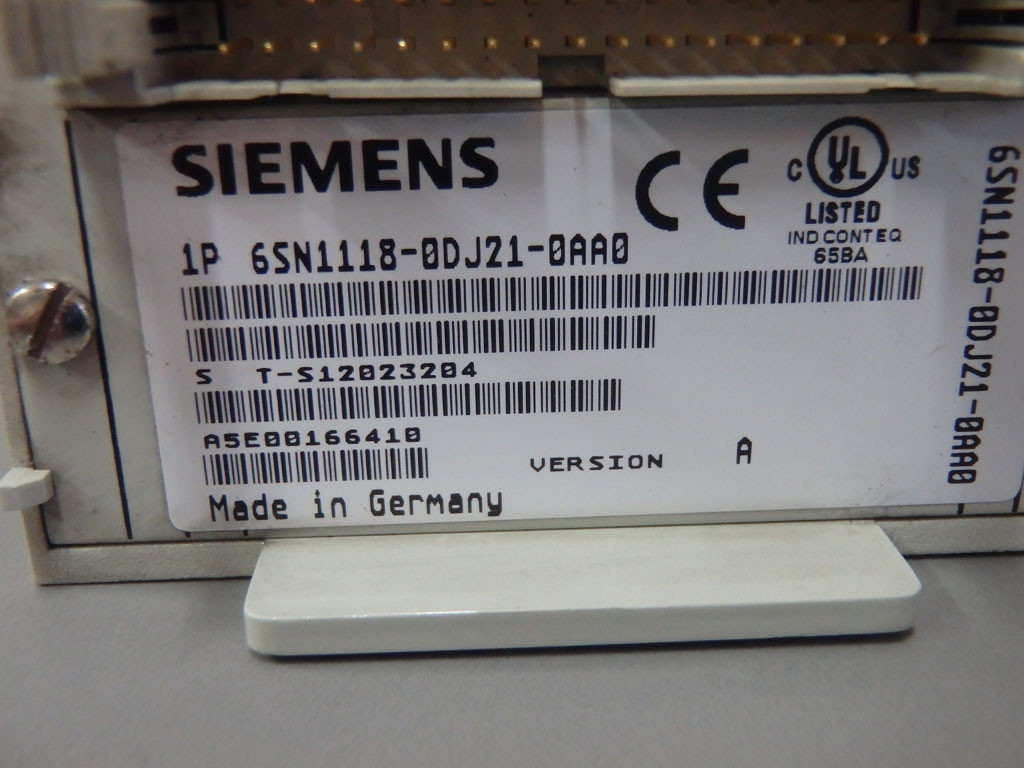 SIEMENS
CE
C UL US
LISTED
IND CONT EQ
65BA
1P 6SN1118-0DJ21-0AA0
S T-S12023204
A5E00166410
VERSION A
Made in Germany
6SN1118-0DJ21-0AA0